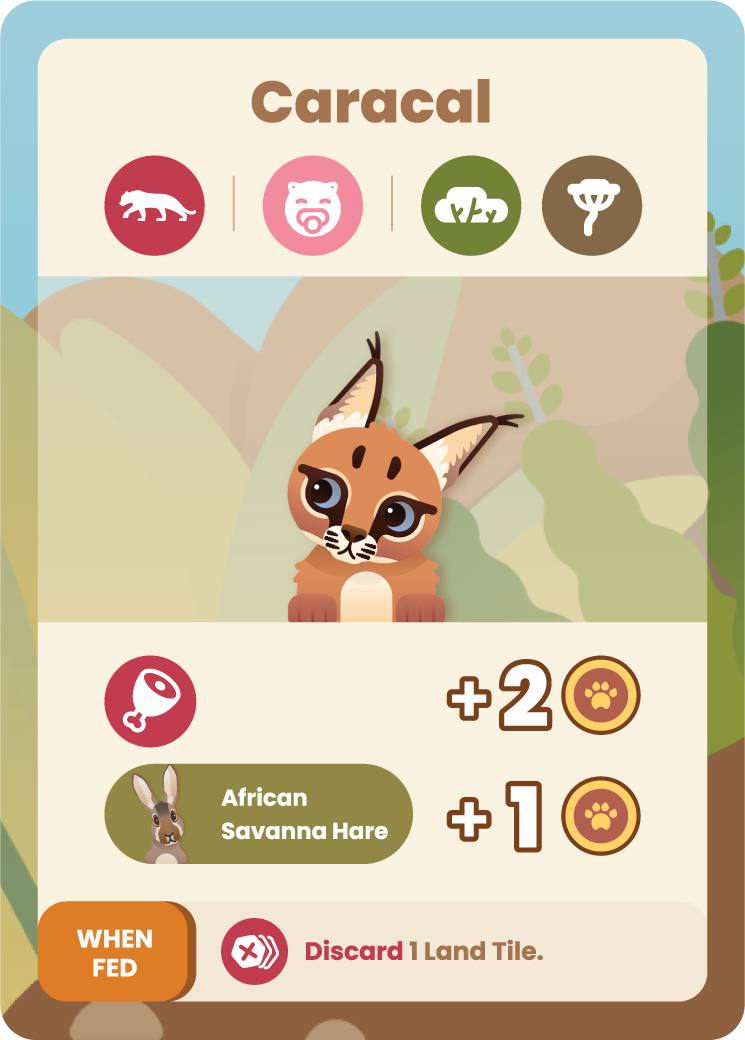 Caracal
+2
African
Savanna Hare
+1
WHEN
FED
Discard 1 Land Tile.